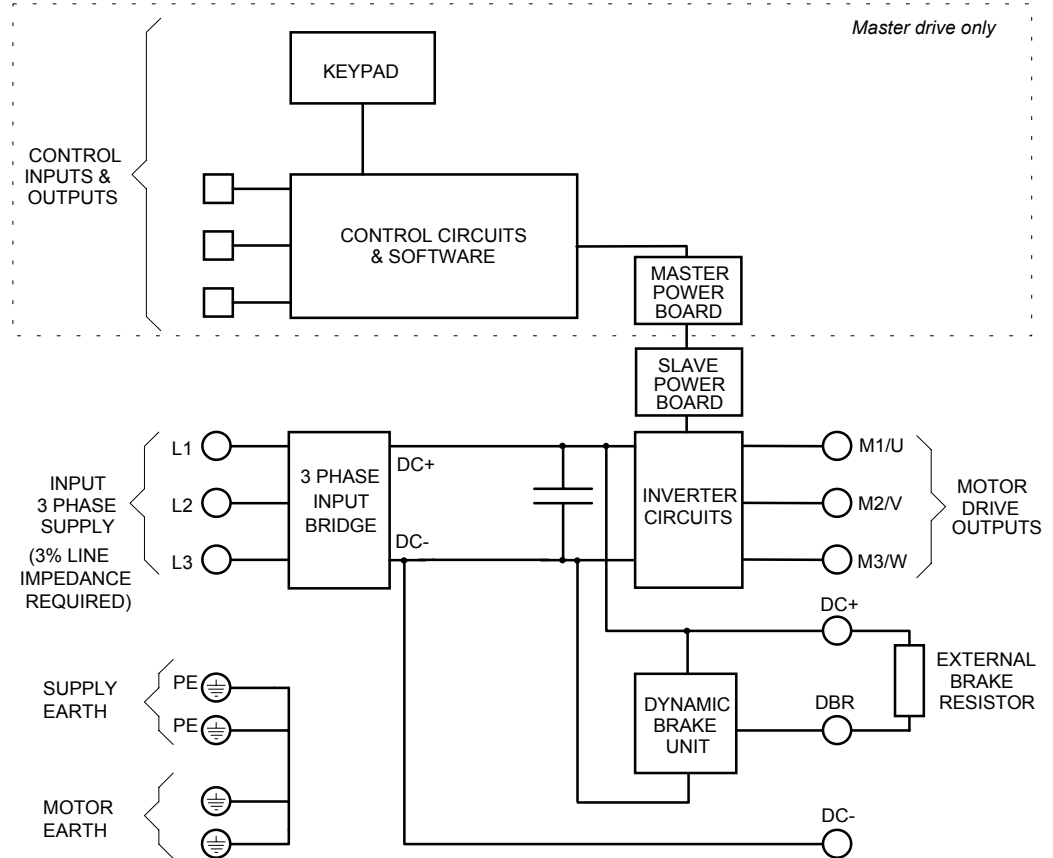 Master drive only
KEYPAD
CONTROL
INPUTS &
OUTPUTS
CONTROL CIRCUITS
& SOFTWARE
MASTER
POWER
BOARD
SLAVE
POWER
BOARD
INPUT
3 PHASE
SUPPLY
(3% LINE
IMPEDANCE
REQUIRED)
L1
L2
L3
3 PHASE
INPUT
BRIDGE
DC+
DC-
INVERTER
CIRCUITS
M1/U
M2/V
M3/W
MOTOR
DRIVE
OUTPUTS
DC+
DBR
EXTERNAL
BRAKE
RESISTOR
DYNAMIC
BRAKE
UNIT
DC-
SUPPLY
EARTH
PE
PE
MOTOR
EARTH